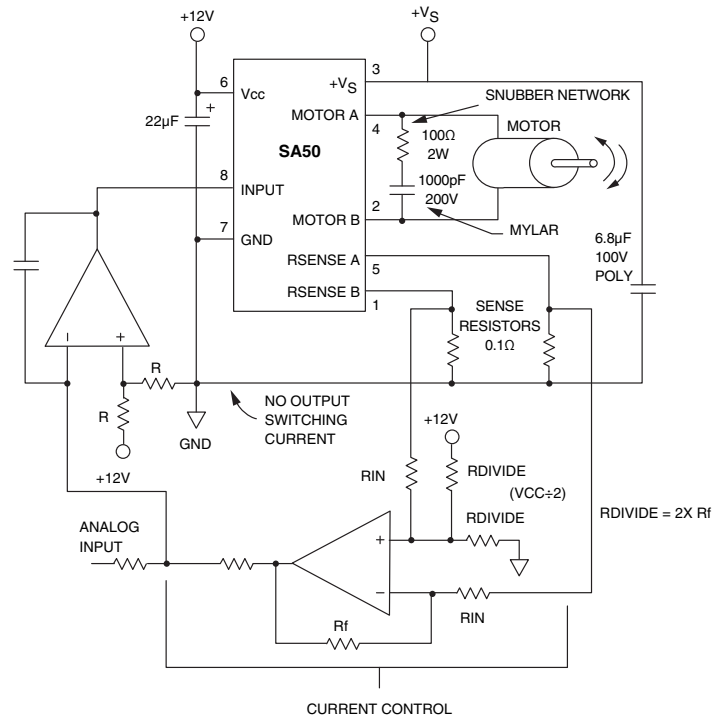 +12V
+VS
6
Vcc
+VS
3
SNUBBER NETWORK
22µF
+
MOTOR A
4
MOTOR
SA50
100Ω
2W
8
INPUT
1000pF
200V
7
GND
MOTOR B
2
MYLAR
6.8µF
100V
POLY
RSENSE A
5
RSENSE B
1
SENSE
RESISTORS
0.1Ω
–
+
R
R
+12V
GND
NO OUTPUT
SWITCHING
CURRENT
+12V
RIN
RDIVIDE
(VCC÷2)
RDIVIDE
RDIVIDE = 2X Rf
ANALOG
INPUT
+
–
RIN
Rf
CURRENT CONTROL